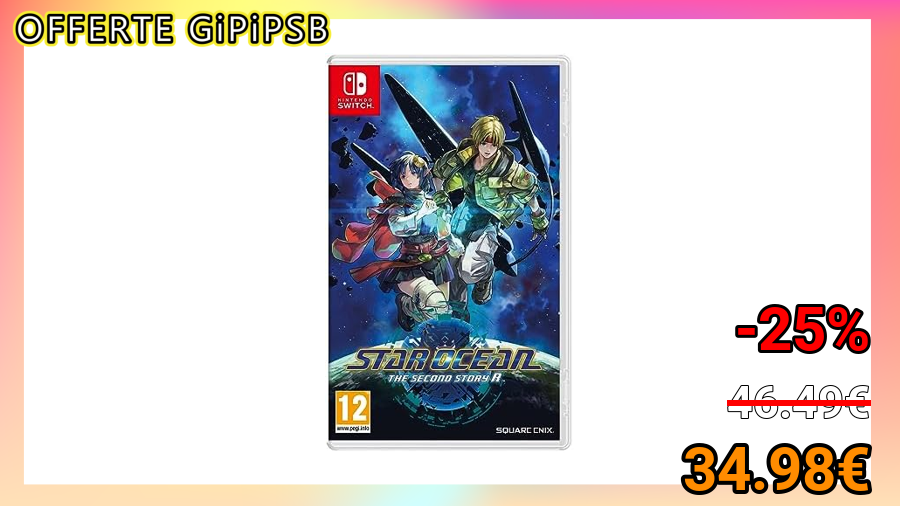 OFFERTE GiPiPSB
NINTENDO
SWITCH.
STAR OCEAN
THE SECOND STORY R
12
www.pegi.info
SQUARE ENIX.
-25%
46.49€
34.98€